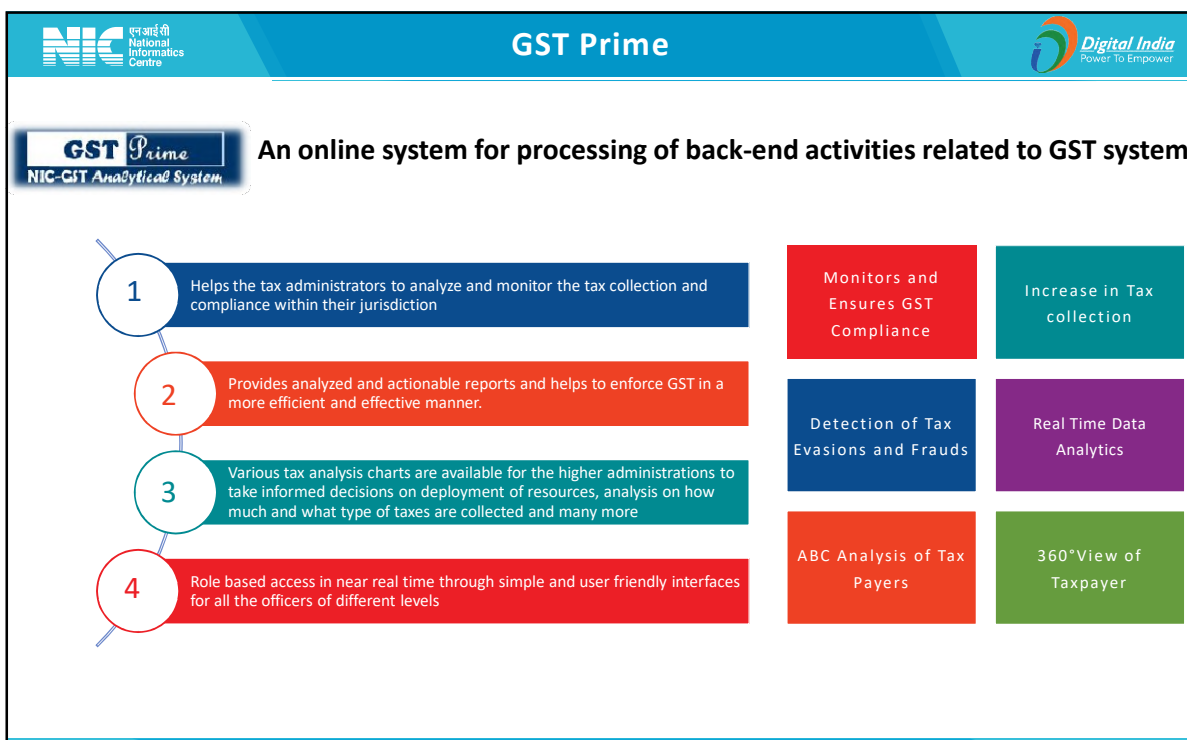 एन आई सी
NIC National
Informatics
Centre
GST Prime
Digital India
Power To Empower
GST Prime
NIC-GST Analytical System
An online system for processing of back-end activities related to GST system
1
Helps the tax administrators to analyze and monitor the tax collection and
compliance within their jurisdiction
2
Provides analyzed and actionable reports and helps to enforce GST in a
more efficient and effective manner.
3
Various tax analysis charts are available for the higher administrations to
take informed decisions on deployment of resources, analysis on how
much and what type of taxes are collected and many more
4
Role based access in near real time through simple and user friendly interfaces
for all the officers of different levels
Monitors and
Ensures GST
Compliance
Increase in Tax
collection
Detection of Tax
Evasions and Frauds
Real Time Data
Analytics
ABC Analysis of Tax
Payers
360°View of
Taxpayer